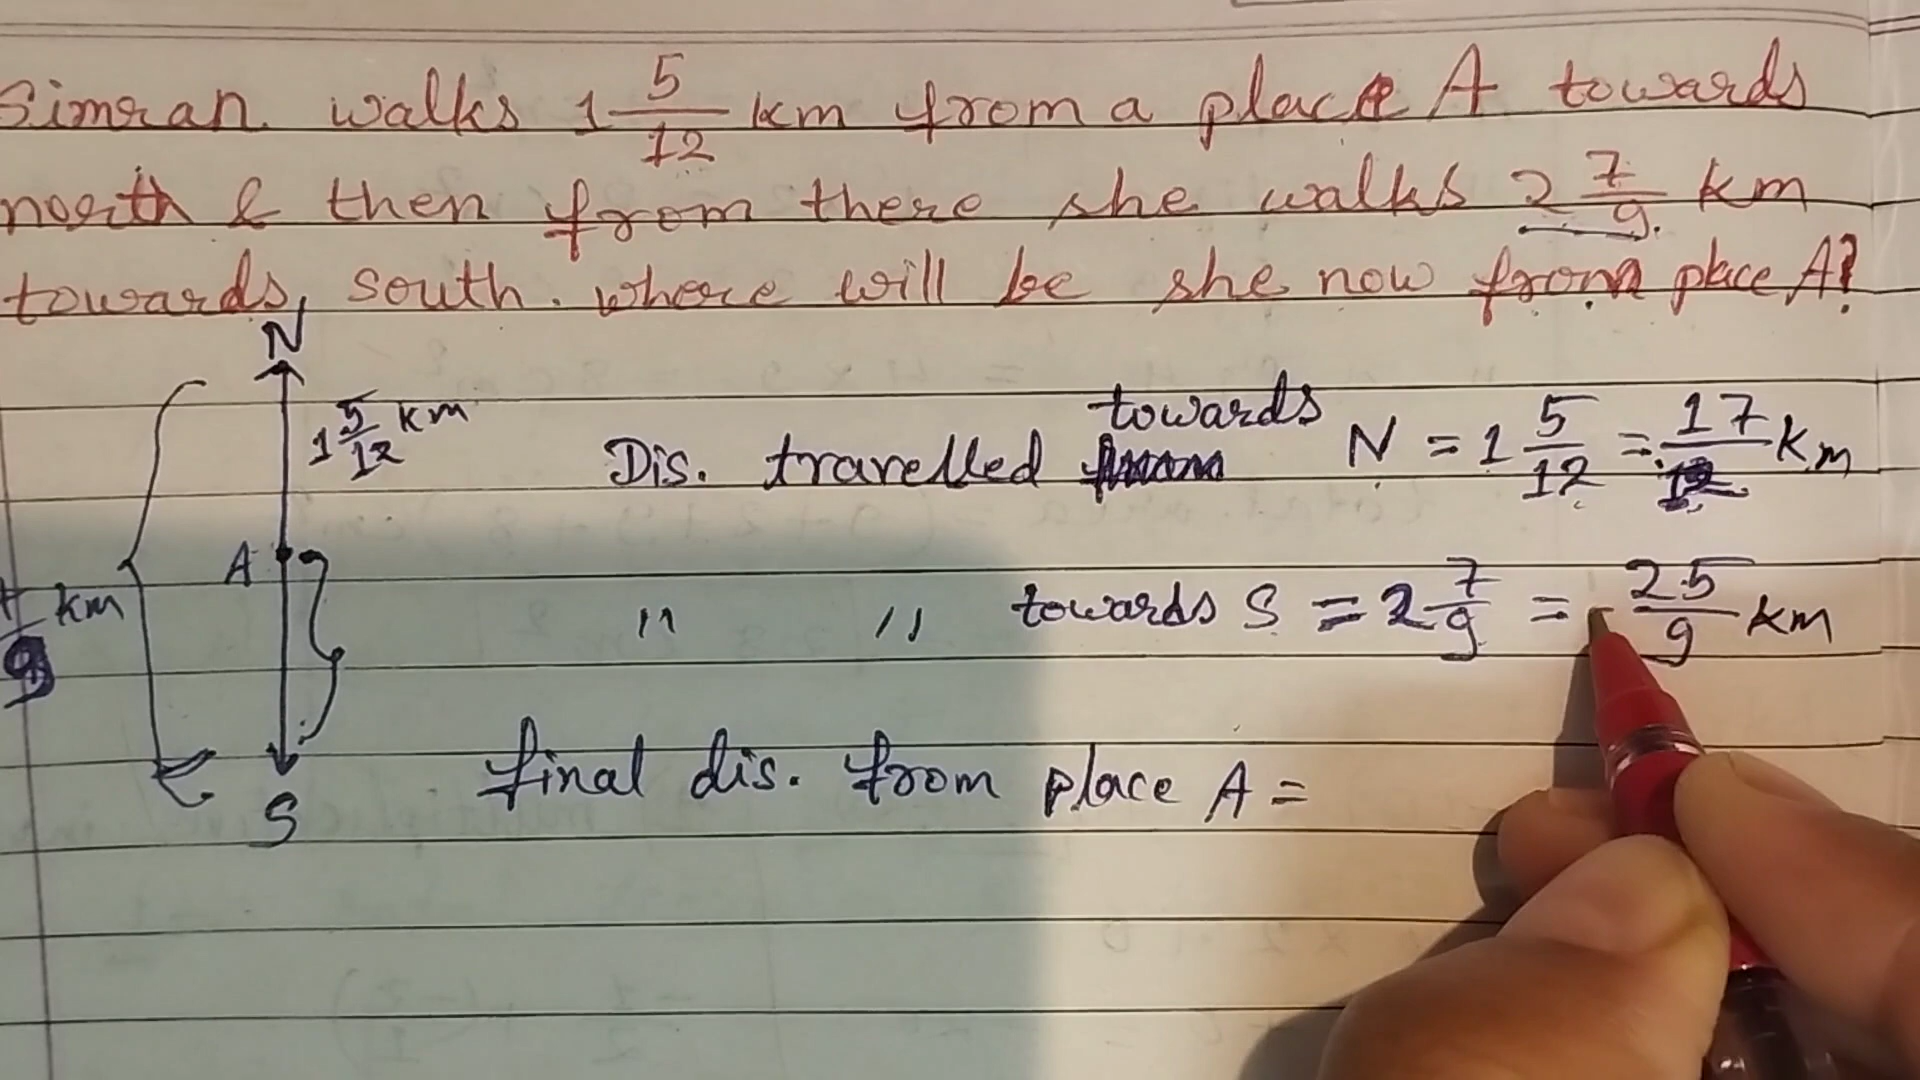 Simran walks 1 5/12 km from a place A towards
north & then from there she walks 2 7/9 km
towards south. where will be she now from place A?
N
1 5/12 km
Dis. travelled towards N = 1 5/12 = 17/12 km
A
km
9
" " towards S = 2 7/9 = 25/9 km
S
final dis. from place A =